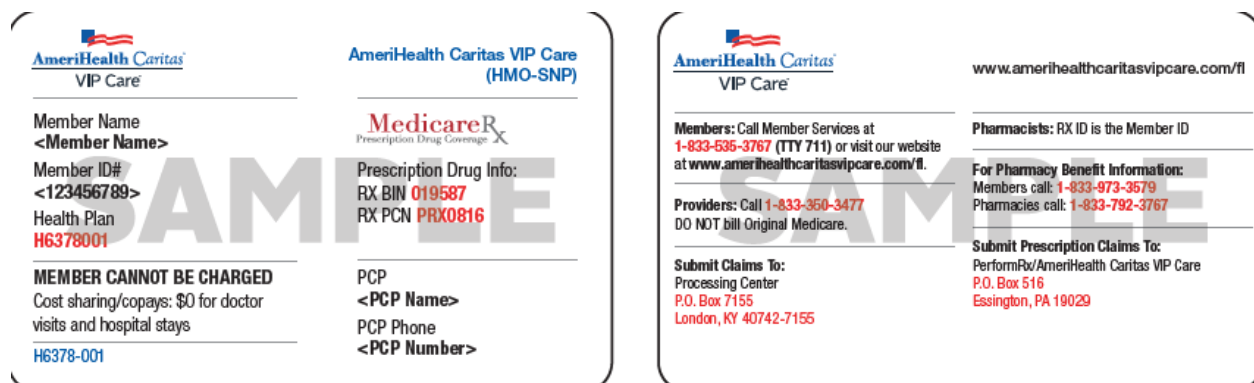 AmeriHealth Caritas
VIP Care
Member Name
<Member Name>
Member ID#
<123456789>
Health Plan
H6378001
MEMBER CANNOT BE CHARGED
Cost sharing/copays: $0 for doctor
visits and hospital stays
H6378-001
AmeriHealth Caritas VIP Care
(HMO-SNP)
MedicareRx
Prescription Drug Coverage
Prescription Drug Info:
RX BIN 019587
RX PCN PRX0816
PCP
<PCP Name>
PCP Phone
<PCP Number>
SAMPLE
AmeriHealth Caritas
VIP Care
Members: Call Member Services at
1-833-535-3767 (TTY 711) or visit our website
at www.amerihealthcaritasvipcare.com/fl.
Providers: Call 1-833-350-3477
DO NOT bill Original Medicare.
Submit Claims To:
Processing Center
P.O. Box 7155
London, KY 40742-7155
www.amerihealthcaritasvipcare.com/fl
Pharmacists: RX ID is the Member ID
For Pharmacy Benefit Information:
Members call: 1-833-973-3579
Pharmacies call: 1-833-792-3767
Submit Prescription Claims To:
PerformRx/AmeriHealth Caritas VIP Care
P.O. Box 516
Essington, PA 19029
SAMPLE